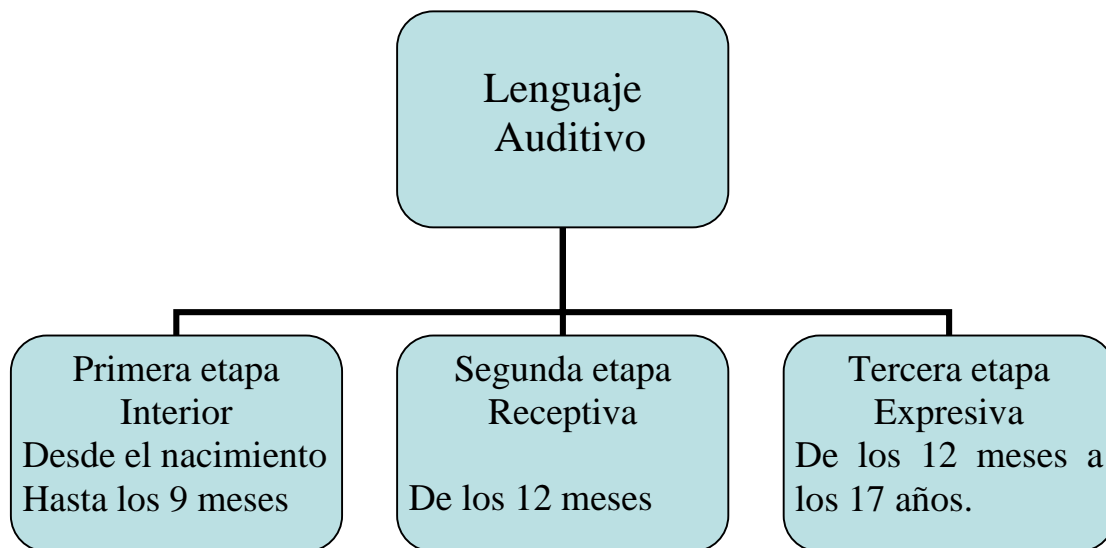 Lenguaje
Auditivo
Primera etapa
Interior
Desde el nacimiento
Hasta los 9 meses
Segunda etapa
Receptiva
De los 12 meses
Tercera etapa
Expresiva
De los 12 meses a
los 17 años.